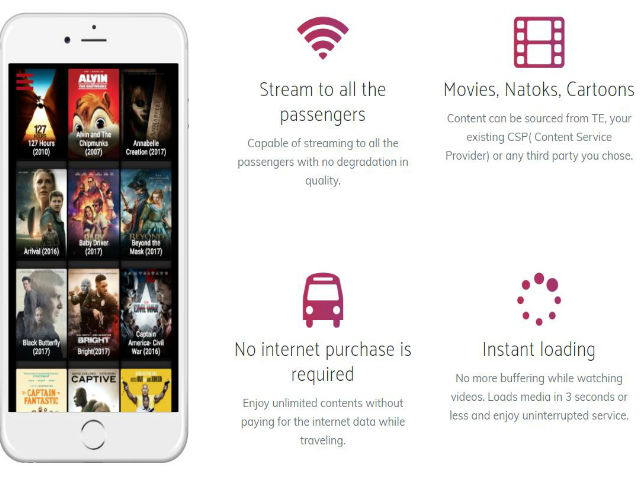 ALVIN
127
127 Hours
(2010)
Alvin and The
Chipmunks
(2007)
Annabelle
Creation (2017)
Arrival (2016)
Baby Driver
(2017)
BEYOND
Beyond the
Mask (2017)
Black Butterfly
(2017)
BRIGHT
Bright(2017)
CIVIL WAR
Captain
America- Civil
War (2016)
CAPTAIN
FANTASTIC
CAPTIVE
Stream to all the
passengers
Capable of streaming to all the
passengers with no degradation in
quality.
Movies, Natoks, Cartoons
Content can be sourced from TE, your
existing CSP( Content Service
Provider) or any third party you chose.
No internet purchase is
required
Enjoy unlimited contents without
paying for the internet data while
traveling.
Instant loading
No more buffering while watching
videos. Loads media in 3 seconds or
less and enjoy uninterrupted service.